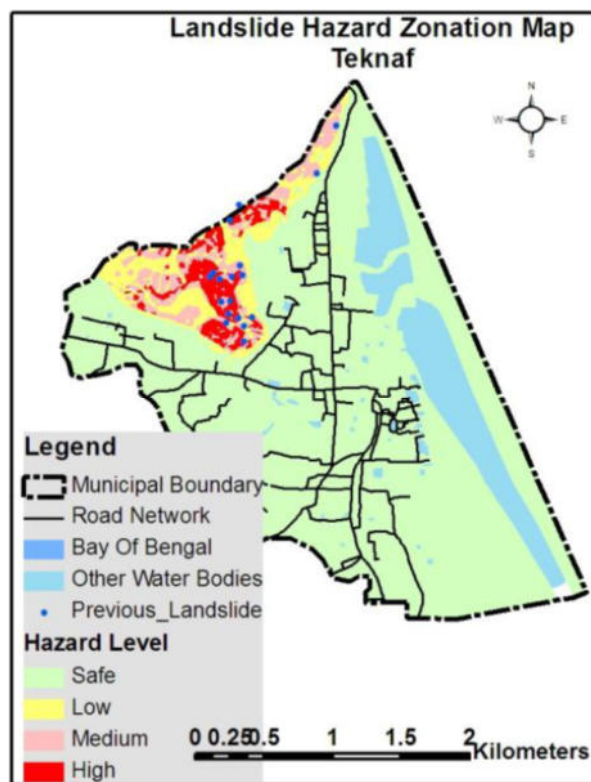 Landslide Hazard Zonation Map
Teknaf
N
W E
S
Legend
Municipal Boundary
Road Network
Bay Of Bengal
Other Water Bodies
Previous_Landslide
Hazard Level
Safe
Low
Medium
High
0 0.25 0.5 1 1.5 2
Kilometers